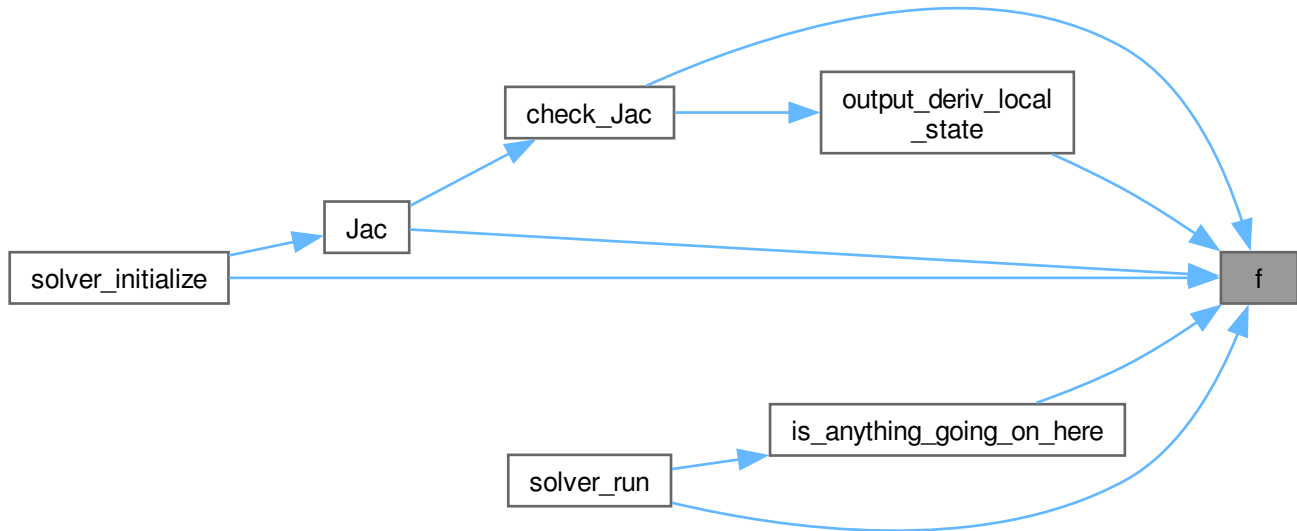 check_Jac
output_deriv_local
_state
Jac
solver_initialize
f
is_anything_going_on_here
solver_run